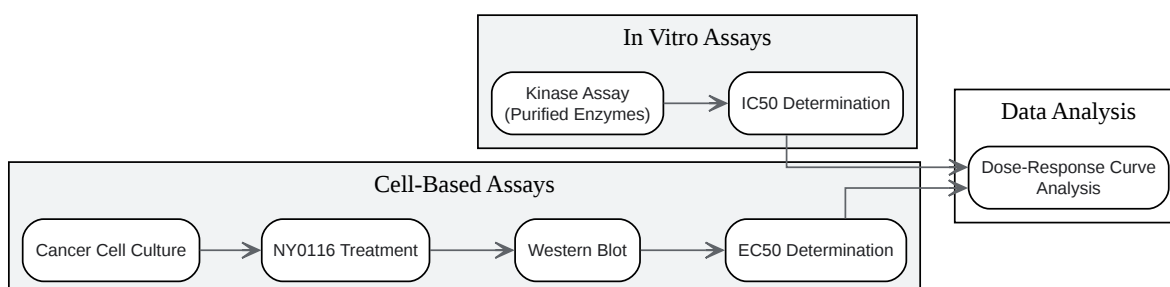 In Vitro Assays
Kinase Assay
(Purified Enzymes)
IC50 Determination
Data Analysis
Dose-Response Curve
Analysis
Cell-Based Assays
Cancer Cell Culture
NY0116 Treatment
Western Blot
EC50 Determination